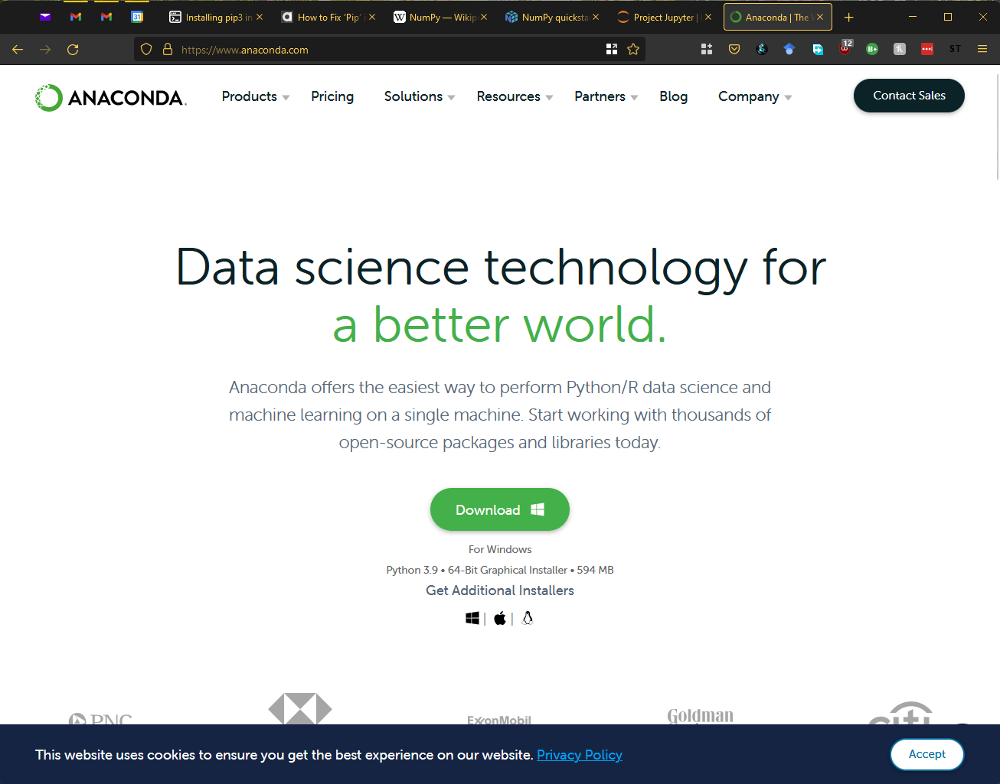 31
Installing pip3 in
How to Fix 'Pip'
NumPy — Wikip
NumPy quicksta
Project Jupyter |
Anaconda | The
https://www.anaconda.com
12
B+
ST
ANACONDA.
Products
Pricing
Solutions
Resources
Partners
Blog
Company
Contact Sales
Data science technology for
a better world.
Anaconda offers the easiest way to perform Python/R data science and
machine learning on a single machine. Start working with thousands of
open-source packages and libraries today.
Download
For Windows
Python 3.9 • 64-Bit Graphical Installer • 594 MB
Get Additional Installers
| |
PNC
ExxonMobil
Goldman
citi
This website uses cookies to ensure you get the best experience on our website. Privacy Policy
Accept